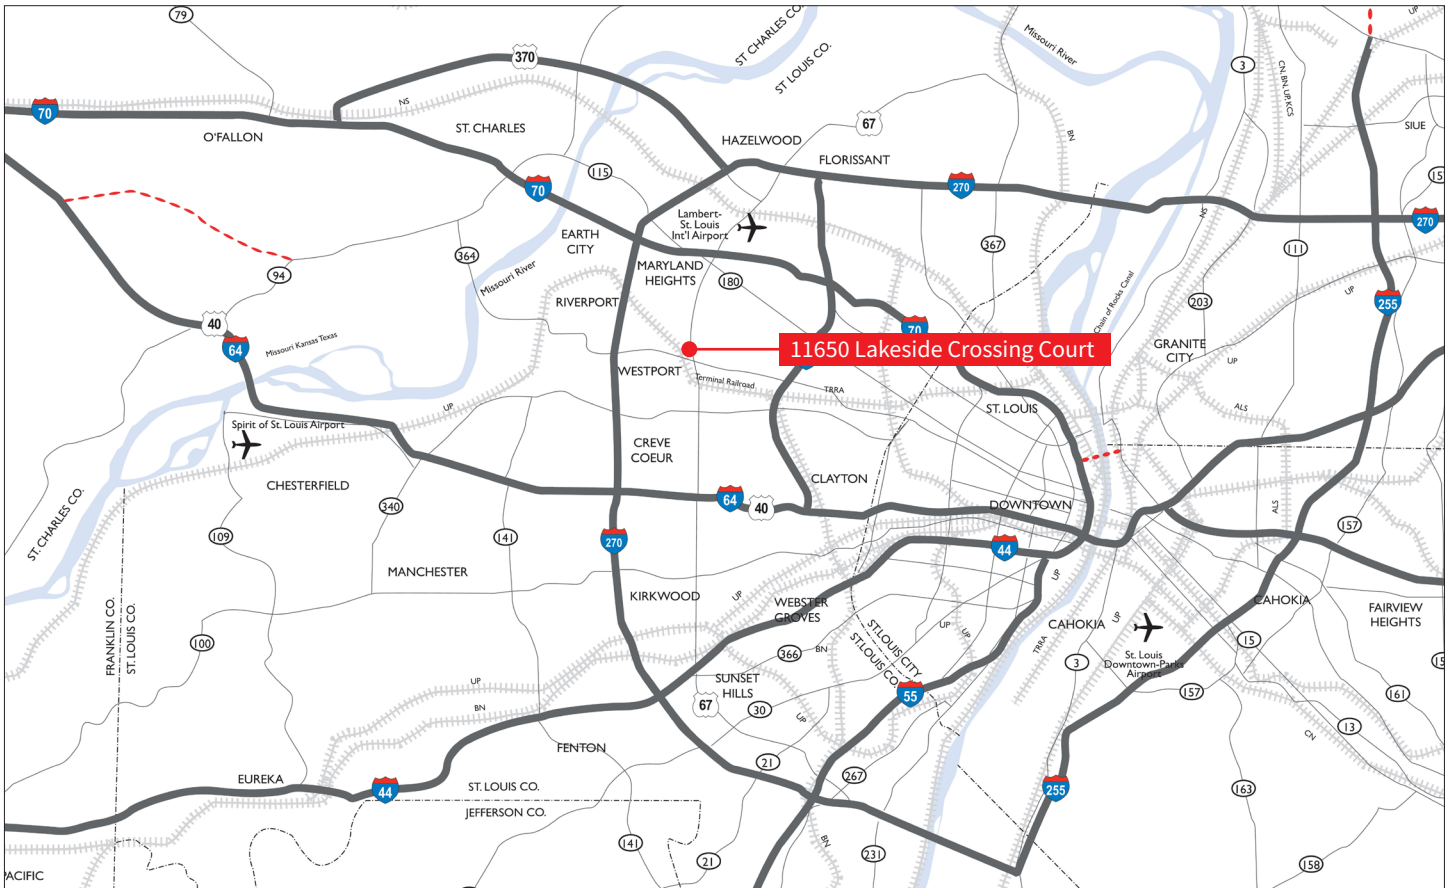 79
370
UP
ST. CHARLES CO.
ST LOUIS CO.
Missouri River
3
CN, BN, UP, KCS
70
NS
O'FALLON
ST. CHARLES
67
HAZELWOOD
FLORISSANT
BN
SIUE
115
70
270
15
Lambert-
St. Louis
Int'l Airport
NS
270
EARTH
CITY
364
367
111
94
Missouri River
MARYLAND
HEIGHTS
180
UP
RIVERPORT
203
255
Chain of Rocks Canal
40
64
Missouri Kansas Texas
70
11650 Lakeside Crossing Court
GRANITE
CITY
UP
WESTPORT
Terminal Railroad
TRRA
UP
ST. LOUIS
ALS
Spirit of St. Louis Airport
CREVE
COEUR
CLAYTON
CHESTERFIELD
64
40
DOWNTOWN
ALS
ST. CHARLES CO.
340
109
141
270
44
157
MANCHESTER
UP
KIRKWOOD
UP
WEBSTER
GROVES
CAHOKIA
FAIRVIEW
HEIGHTS
FRANKLIN CO.
ST. LOUIS CO.
100
UP
UP
ST. LOUIS CITY
ST. LOUIS CO.
CAHOKIA
UP
TRRA
15
366
BN
St. Louis
Downtown-Parks
Airport
3
15
UP
SUNSET
HILLS
55
157
161
BN
67
30
UP
13
CN
FENTON
21
267
EUREKA
44
ST. LOUIS CO.
JEFFERSON CO.
255
163
141
BN
21
231
158
PACIFIC